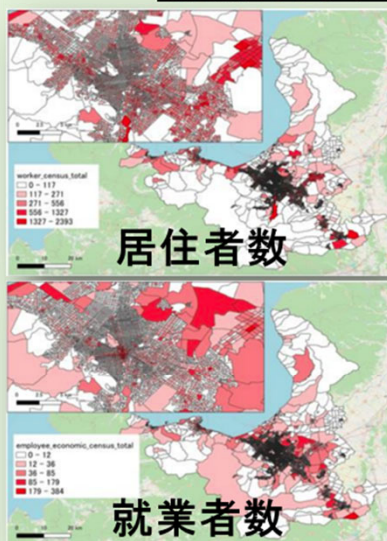 worker_census_total
0 - 117
117 - 271
271 - 556
556 - 1327
1327 - 2393
居住者数
employee_economic_census_total
0 - 12
12 - 36
36 - 85
85 - 179
179 - 384
就業者数